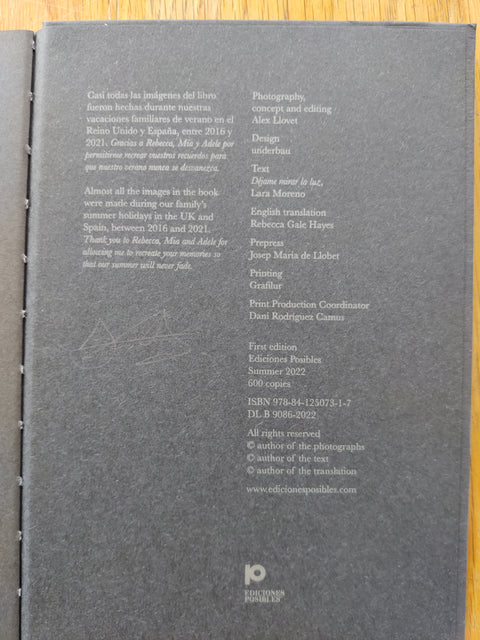 Casi todas las imágenes del libro
fueron hechas durante nuestras
vacaciones familiares de verano en el
Reino Unido y España, entre 2016 y
2021. Gracias a Rebecca, Mia y Adele por
permitirme recrear vuestros recuerdos para
que nuestro verano nunca se desvanezca.
Almost all the images in the book
were made during our family's
summer holidays in the UK and
Spain, between 2016 and 2021.
Thank you to Rebecca, Mia and Adele for
allowing me to recreate your memories so
that our summer will never fade.
Photography,
concept and editing
Alex Llovet
Design
underbau
Text
Déjame mirar la luz,
Lara Moreno
English translation
Rebecca Gale Hayes
Prepress
Josep Maria de Llobet
Printing
Grafilur
Print Production Coordinator
Dani Rodríguez Camus
First edition
Ediciones Posibles
Summer 2022
600 copies
ISBN 978-84-125073-1-7
DL B 9086-2022
All rights reserved
© author of the photographs
© author of the text
© author of the translation
www.edicionesposibles.com
EDICIONES
POSIBLES